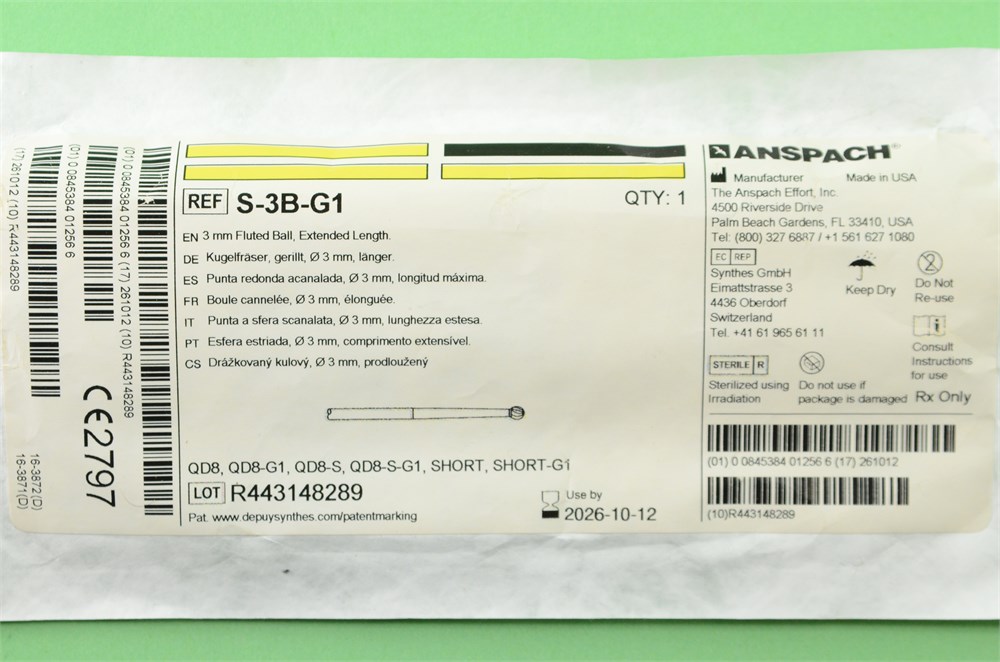 (17) 261012 (10) R443148289
(01) 0 0845384 01256 6
(01) 0 0845384 01256 6 (17) 261012 (10) R443148289
CE2797
16-3872(D)
16-3871(D)
REF S-3B-G1
QTY: 1
EN 3 mm Fluted Ball, Extended Length.
DE Kugelfräser, gerillt, Ø 3 mm, länger.
ES Punta redonda acanalada, Ø 3 mm, longitud máxima.
FR Boule cannelée, Ø 3 mm, élonguée.
IT Punta a sfera scanalata, Ø 3 mm, lunghezza estesa.
PT Esfera estriada, Ø 3 mm, comprimento extensível.
CS Drážkovaný kulový, Ø 3 mm, prodloužený
QD8, QD8-G1, QD8-S, QD8-S-G1, SHORT, SHORT-G1
LOT R443148289
Pat. www.depuysynthes.com/patentmarking
Use by
2026-10-12
ANSPACH®
Manufacturer Made in USA
The Anspach Effort, Inc.
4500 Riverside Drive
Palm Beach Gardens, FL 33410, USA
Tel: (800) 327 6887 / +1 561 627 1080
EC REP
Synthes GmbH
Eimattstrasse 3
4436 Oberdorf
Switzerland
Tel. +41 61 965 61 11
Keep Dry
2
Do Not
Re-use
i
Consult
Instructions
for use
STERILE R
Sterilized using
Irradiation
Do not use if
package is damaged
Rx Only
(01) 0 0845384 01256 6 (17) 261012
(10)R443148289